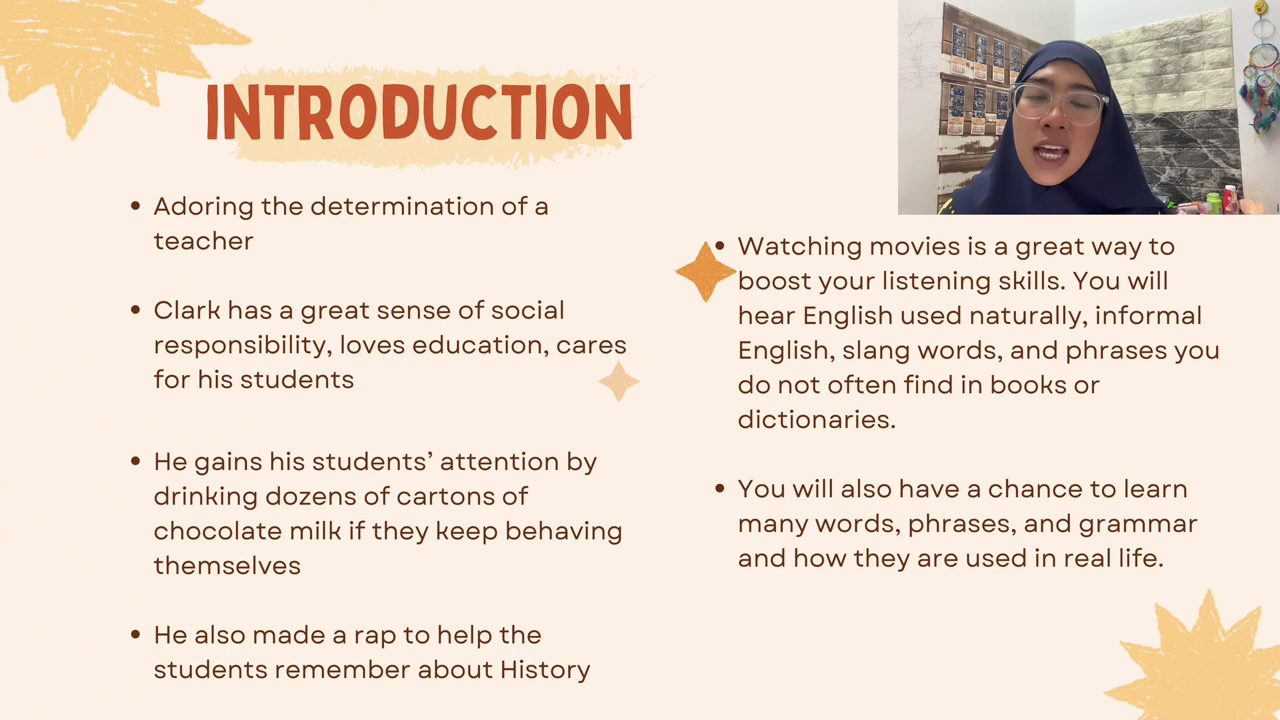 INTRODUCTION
• Adoring the determination of a
teacher
• Clark has a great sense of social
responsibility, loves education, cares
for his students
• He gains his students’ attention by
drinking dozens of cartons of
chocolate milk if they keep behaving
themselves
• He also made a rap to help the
students remember about History
• Watching movies is a great way to
boost your listening skills. You will
hear English used naturally, informal
English, slang words, and phrases you
do not often find in books or
dictionaries.
• You will also have a chance to learn
many words, phrases, and grammar
and how they are used in real life.